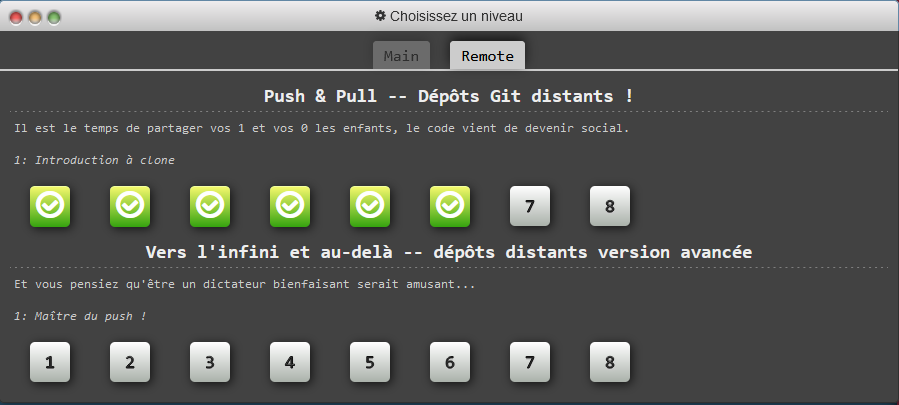 Choisissez un niveau
Main Remote
Push & Pull -- Dépôts Git distants !
Il est le temps de partager vos 1 et vos 0 les enfants, le code vient de devenir social.
1: Introduction à clone
7 8
Vers l'infini et au-delà -- dépôts distants version avancée
Et vous pensiez qu'être un dictateur bienfaisant serait amusant...
1: Maître du push !
1 2 3 4 5 6 7 8